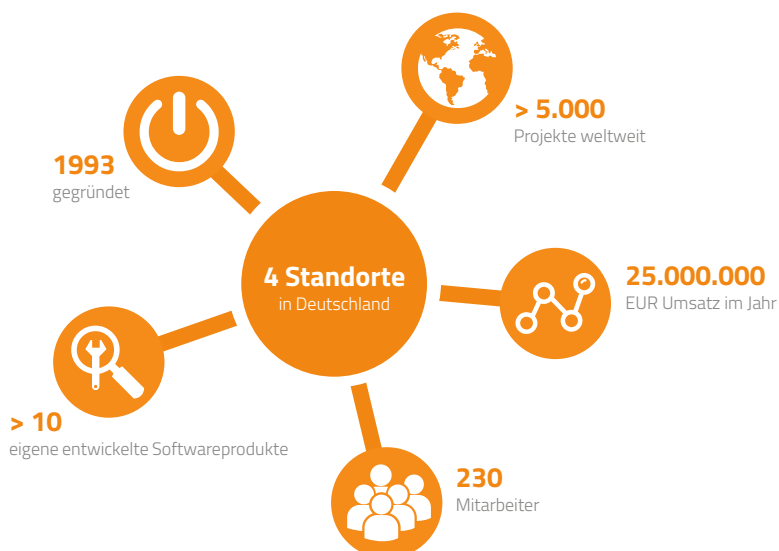 > 5.000
Projekte weltweit
1993
gegründet
4 Standorte
in Deutschland
25.000.000
EUR Umsatz im Jahr
> 10
eigene entwickelte Softwareprodukte
230
Mitarbeiter